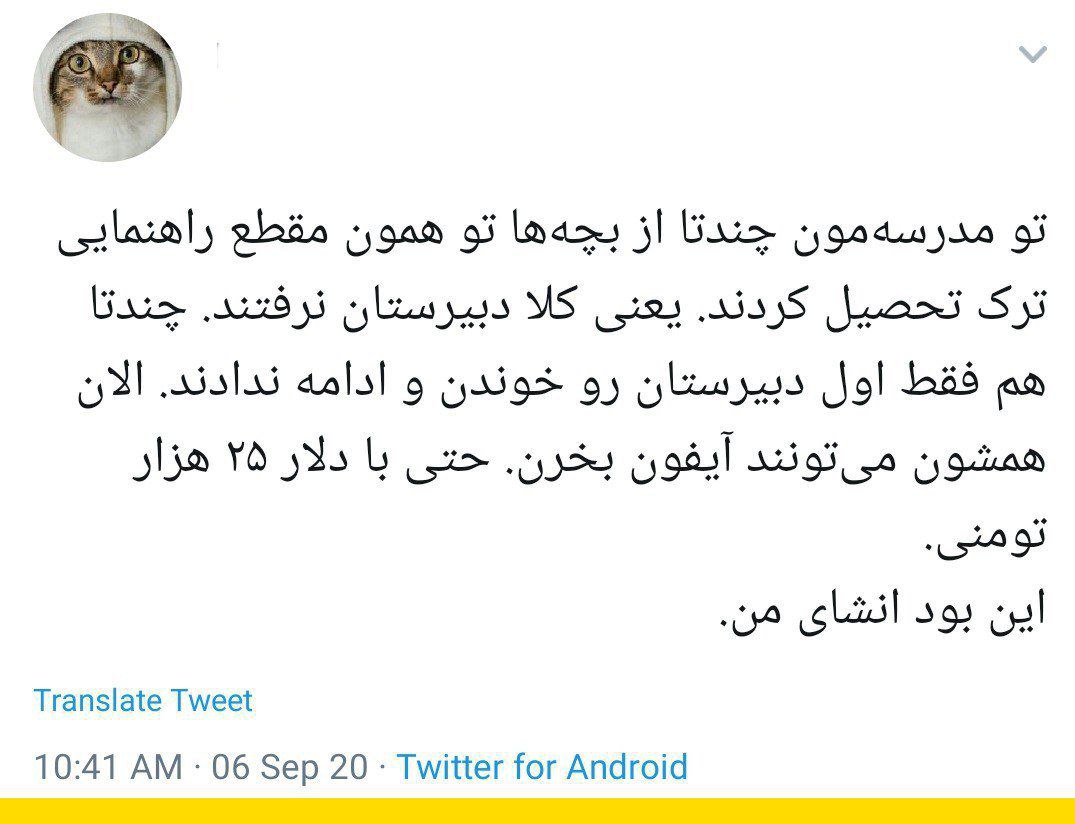 تو مدرسه‌مون چندتا از بچه‌ها تو همون مقطع راهنمایی
ترک تحصیل کردند. یعنی کلا دبیرستان نرفتند. چندتا
هم فقط اول دبیرستان رو خوندن و ادامه ندادند. الان
همشون می‌تونند آیفون بخرن. حتی با دلار ۲۵ هزار
تومنی.
این بود انشای من.
Translate Tweet
10:41 AM · 06 Sep 20 · Twitter for Android